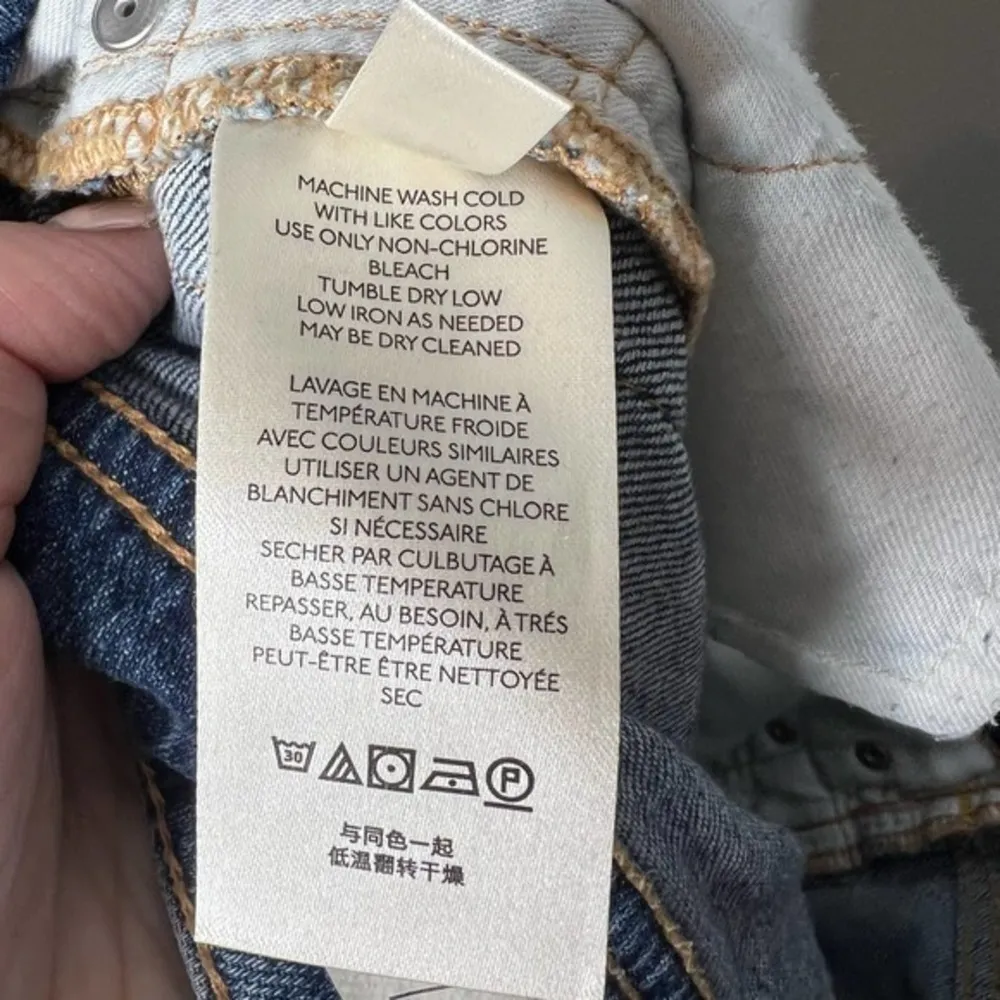 MACHINE WASH COLD
WITH LIKE COLORS
USE ONLY NON-CHLORINE
BLEACH
TUMBLE DRY LOW
LOW IRON AS NEEDED
MAY BE DRY CLEANED
LAVAGE EN MACHINE À
TEMPÉRATURE FROIDE
AVEC COULEURS SIMILAIRES
UTILISER UN AGENT DE
BLANCHIMENT SANS CHLORE
SI NÉCESSAIRE
SECHER PAR CULBUTAGE À
BASSE TEMPERATURE
REPASSER, AU BESOIN, À TRÉS
BASSE TEMPÉRATURE
PEUT-ÊTRE ÊTRE NETTOYÉE
SEC
30 P
与同色一起
低温翻转干燥